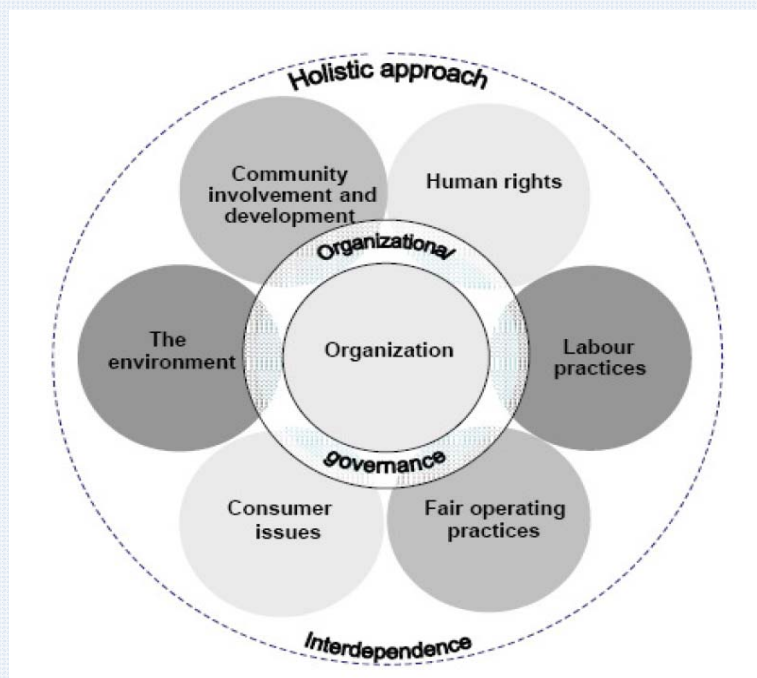 Holistic approach
Community
involvement and
development
Human rights
Organizational
The
environment
Organization
Labour
practices
governance
Consumer
issues
Fair operating
practices
Interdependence